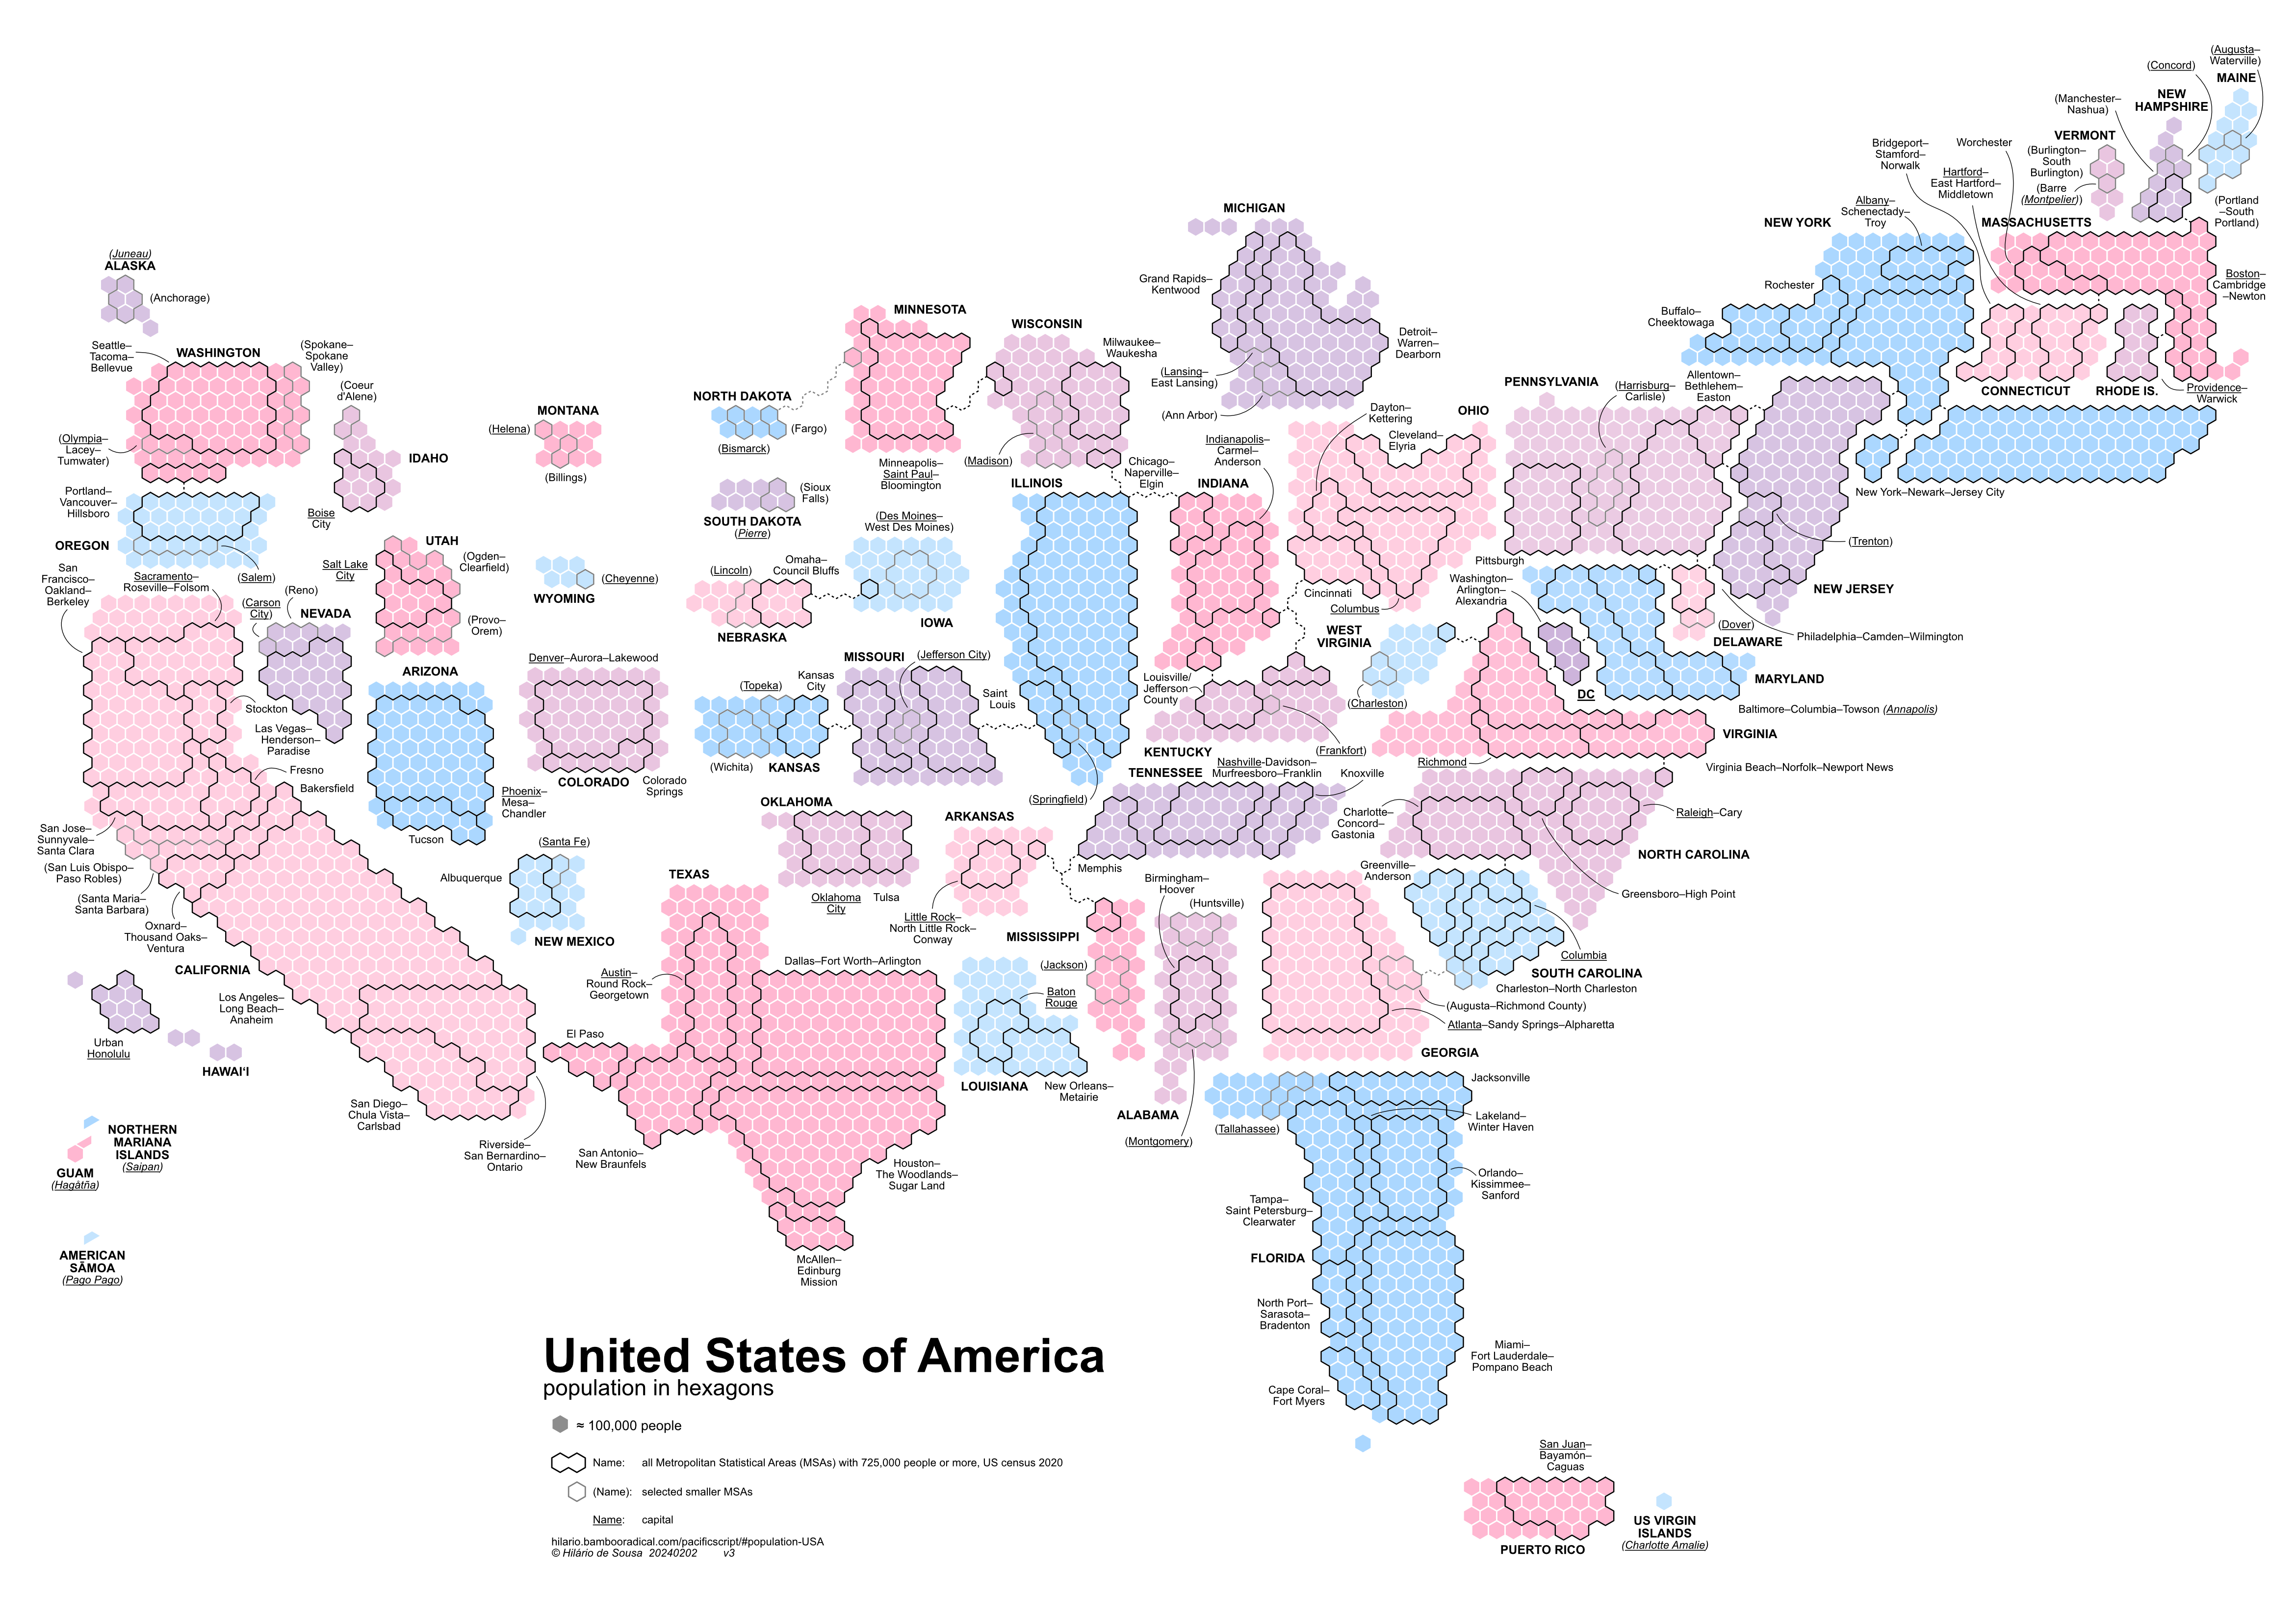 (Juneau)
ALASKA
(Anchorage)
Seattle–
Tacoma–
Bellevue
WASHINGTON
(Spokane–
Spokane
Valley)
(Olympia–
Lacey–
Tumwater)
(Coeur
d'Alene)
IDAHO
Boise
City
Portland–
Vancouver–
Hillsboro
OREGON
(Salem)
MONTANA
(Helena)
(Billings)
NORTH DAKOTA
(Fargo)
(Bismarck)
(Sioux
Falls)
SOUTH DAKOTA
(Pierre)
MINNESOTA
Minneapolis–
Saint Paul–
Bloomington
WISCONSIN
Milwaukee–
Waukesha
(Madison)
Chicago–
Naperville–
Elgin
MICHIGAN
Grand Rapids–
Kentwood
Detroit–
Warren–
Dearborn
(Lansing–
East Lansing)
(Ann Arbor)
San
Francisco–
Oakland–
Berkeley
Sacramento–
Roseville–Folsom
(Carson
City)
(Reno)
NEVADA
Stockton
Las Vegas–
Henderson–
Paradise
Fresno
Bakersfield
San Jose–
Sunnyvale–
Santa Clara
(San Luis Obispo–
Paso Robles)
(Santa Maria–
Santa Barbara)
Oxnard–
Thousand Oaks–
Ventura
CALIFORNIA
Los Angeles–
Long Beach–
Anaheim
San Diego–
Chula Vista–
Carlsbad
Riverside–
San Bernardino–
Ontario
UTAH
Salt Lake
City
(Ogden–
Clearfield)
(Provo–
Orem)
ARIZONA
Phoenix–
Mesa–
Chandler
Tucson
WYOMING
(Cheyenne)
Denver–Aurora–Lakewood
COLORADO
Colorado
Springs
(Santa Fe)
Albuquerque
NEW MEXICO
(Lincoln)
Omaha–
Council Bluffs
NEBRASKA
(Des Moines–
West Des Moines)
IOWA
(Topeka)
Kansas
City
(Wichita)
KANSAS
MISSOURI
(Jefferson City)
Saint
Louis
ILLINOIS
(Springfield)
INDIANA
Indianapolis–
Carmel–
Anderson
OHIO
Dayton–
Kettering
Cleveland–
Elyria
Cincinnati
Columbus
Louisville/
Jefferson
County
KENTUCKY
(Frankfort)
WEST
VIRGINIA
(Charleston)
OKLAHOMA
Oklahoma
City
Tulsa
ARKANSAS
Little Rock–
North Little Rock–
Conway
TENNESSEE
Nashville-Davidson–
Murfreesboro–Franklin
Knoxville
Memphis
TEXAS
Austin–
Round Rock–
Georgetown
Dallas–Fort Worth–Arlington
El Paso
San Antonio–
New Braunfels
Houston–
The Woodlands–
Sugar Land
McAllen–
Edinburg
Mission
LOUISIANA
Baton
Rouge
New Orleans–
Metairie
MISSISSIPPI
(Jackson)
ALABAMA
Birmingham–
Hoover
(Huntsville)
(Montgomery)
GEORGIA
(Augusta–Richmond County)
Atlanta–Sandy Springs–Alpharetta
Greenville–
Anderson
Columbia
SOUTH CAROLINA
Charleston–North Charleston
Charlotte–
Concord–
Gastonia
Raleigh–Cary
NORTH CAROLINA
Greensboro–High Point
VIRGINIA
Richmond
Virginia Beach–Norfolk–Newport News
Washington–
Arlington–
Alexandria
DC
MARYLAND
Baltimore–Columbia–Towson (Annapolis)
DELAWARE
(Dover)
Philadelphia–Camden–Wilmington
NEW JERSEY
(Trenton)
PENNSYLVANIA
(Harrisburg–
Carlisle)
Allentown–
Bethlehem–
Easton
Pittsburgh
NEW YORK
Albany–
Schenectady–
Troy
Rochester
Buffalo–
Cheektowaga
New York–Newark–Jersey City
Bridgeport–
Stamford–
Norwalk
Hartford–
East Hartford–
Middletown
CONNECTICUT
RHODE IS.
Providence–
Warwick
Worchester
MASSACHUSETTS
Boston–
Cambridge
–Newton
VERMONT
(Burlington–
South
Burlington)
(Barre
(Montpelier))
NEW
HAMPSHIRE
(Manchester–
Nashua)
(Concord)
MAINE
(Augusta–
Waterville)
(Portland
–South
Portland)
FLORIDA
Jacksonville
(Tallahassee)
Lakeland–
Winter Haven
Orlando–
Kissimmee–
Sanford
Tampa–
Saint Petersburg–
Clearwater
North Port–
Sarasota–
Bradenton
Cape Coral–
Fort Myers
Miami–
Fort Lauderdale–
Pompano Beach
Urban
Honolulu
HAWAI‘I
NORTHERN
MARIANA
ISLANDS
(Saipan)
GUAM
(Hagåtña)
AMERICAN
SĀMOA
(Pago Pago)
San Juan–
Bayamón–
Caguas
PUERTO RICO
US VIRGIN
ISLANDS
(Charlotte Amalie)
United States of America
population in hexagons
≈ 100,000 people
Name: all Metropolitan Statistical Areas (MSAs) with 725,000 people or more, US census 2020
(Name): selected smaller MSAs
Name: capital
hilario.bambooradical.com/pacificscript/#population-USA
© Hilário de Sousa 20240202 v3